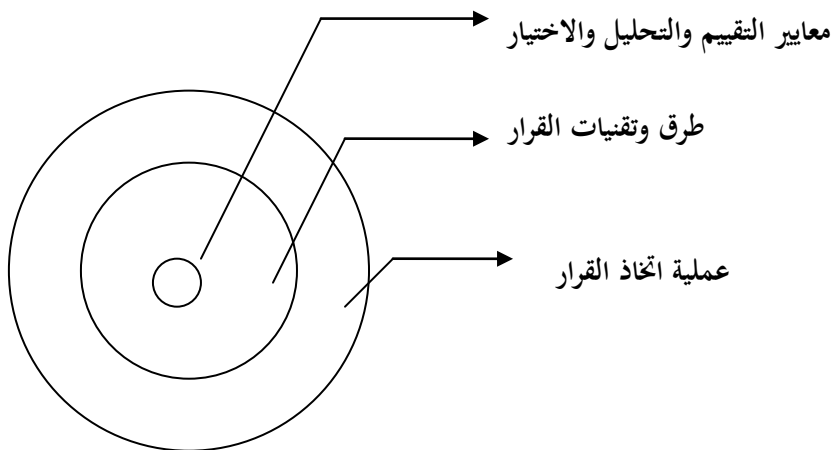 معايير التقييم والتحليل والاختيار
طرق وتقنيات القرار
عملية اتخاذ القرار